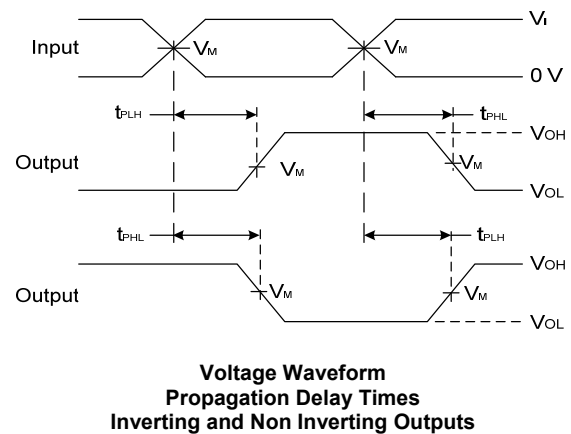 VI
Input
VM
VM
0 V
tPLH
tPHL
VOH
Output
VM
VM
VOL
tPHL
tPLH
VOH
Output
VM
VM
VOL
Voltage Waveform
Propagation Delay Times
Inverting and Non Inverting Outputs